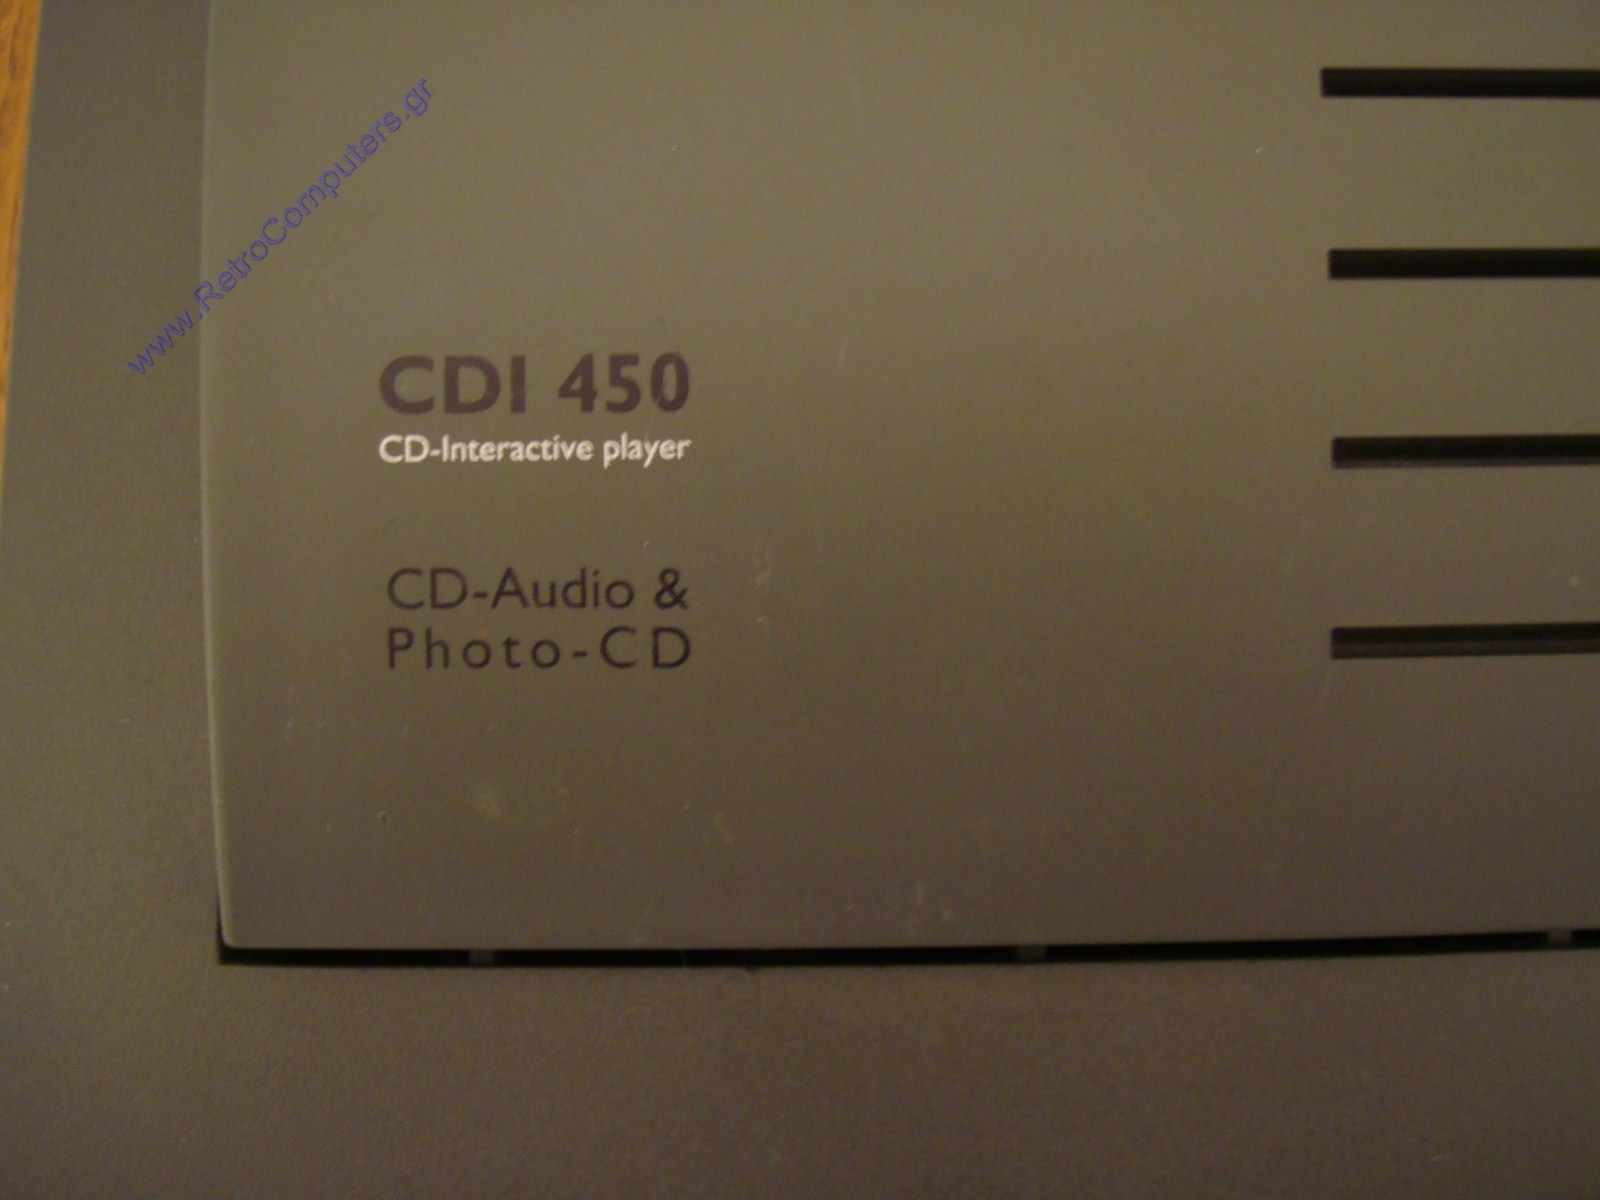 www.RetroComputers.gr
CDI 450
CD-Interactive player
CD-Audio &
Photo-CD